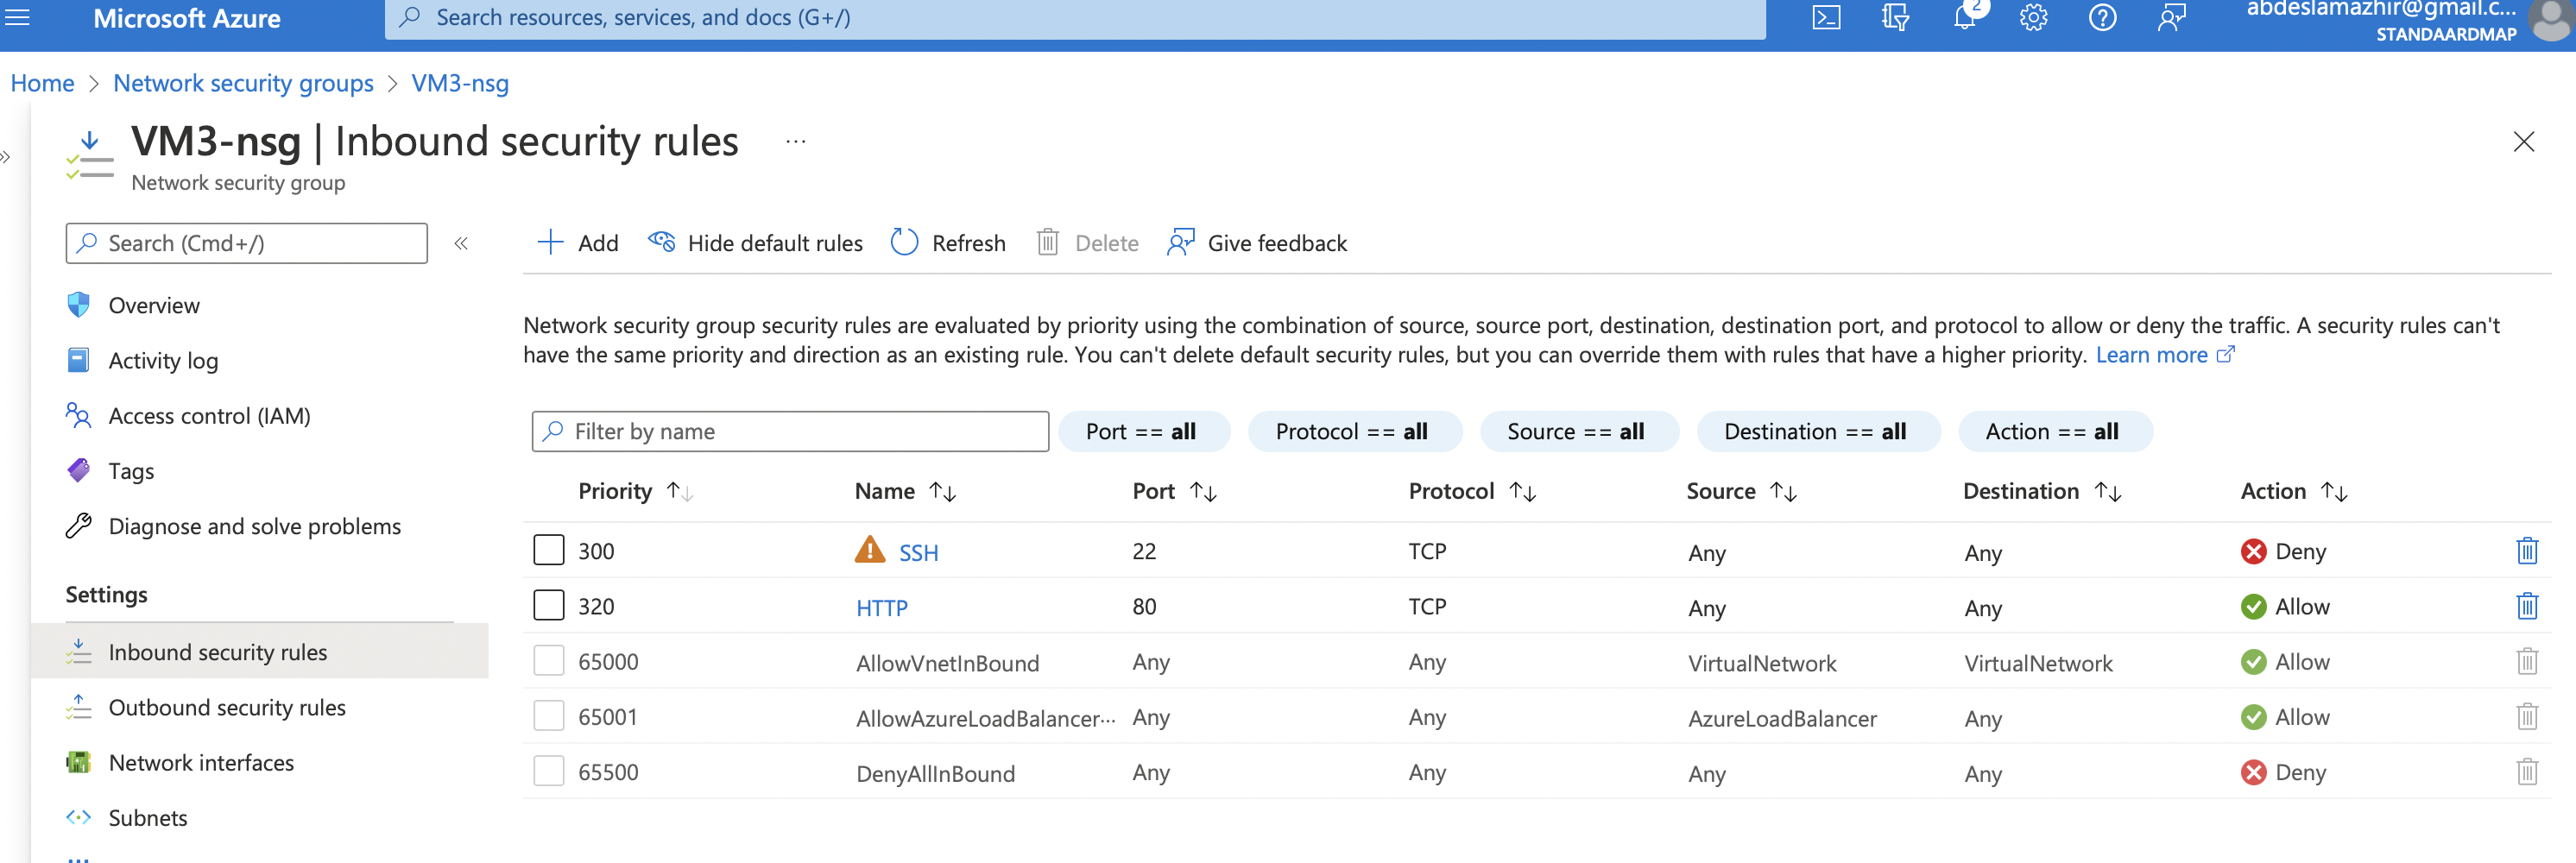 Microsoft Azure
Search resources, services, and docs (G+/)
2
abdeslamazhir@gmail.c...
STANDAARDMAP
Home > Network security groups > VM3-nsg
VM3-nsg | Inbound security rules ...
Network security group
Search (Cmd+/)
Overview
Activity log
Access control (IAM)
Tags
Diagnose and solve problems
Settings
Inbound security rules
Outbound security rules
Network interfaces
Subnets
Add Hide default rules Refresh Delete Give feedback
Network security group security rules are evaluated by priority using the combination of source, source port, destination, destination port, and protocol to allow or deny the traffic. A security rules can't
have the same priority and direction as an existing rule. You can't delete default security rules, but you can override them with rules that have a higher priority. Learn more
Filter by name Port == all Protocol == all Source == all Destination == all Action == all
Priority Name Port Protocol Source Destination Action
300 SSH 22 TCP Any Any Deny
320 HTTP 80 TCP Any Any Allow
65000 AllowVnetInBound Any Any VirtualNetwork VirtualNetwork Allow
65001 AllowAzureLoadBalancer... Any Any AzureLoadBalancer Any Allow
65500 DenyAllInBound Any Any Any Any Deny